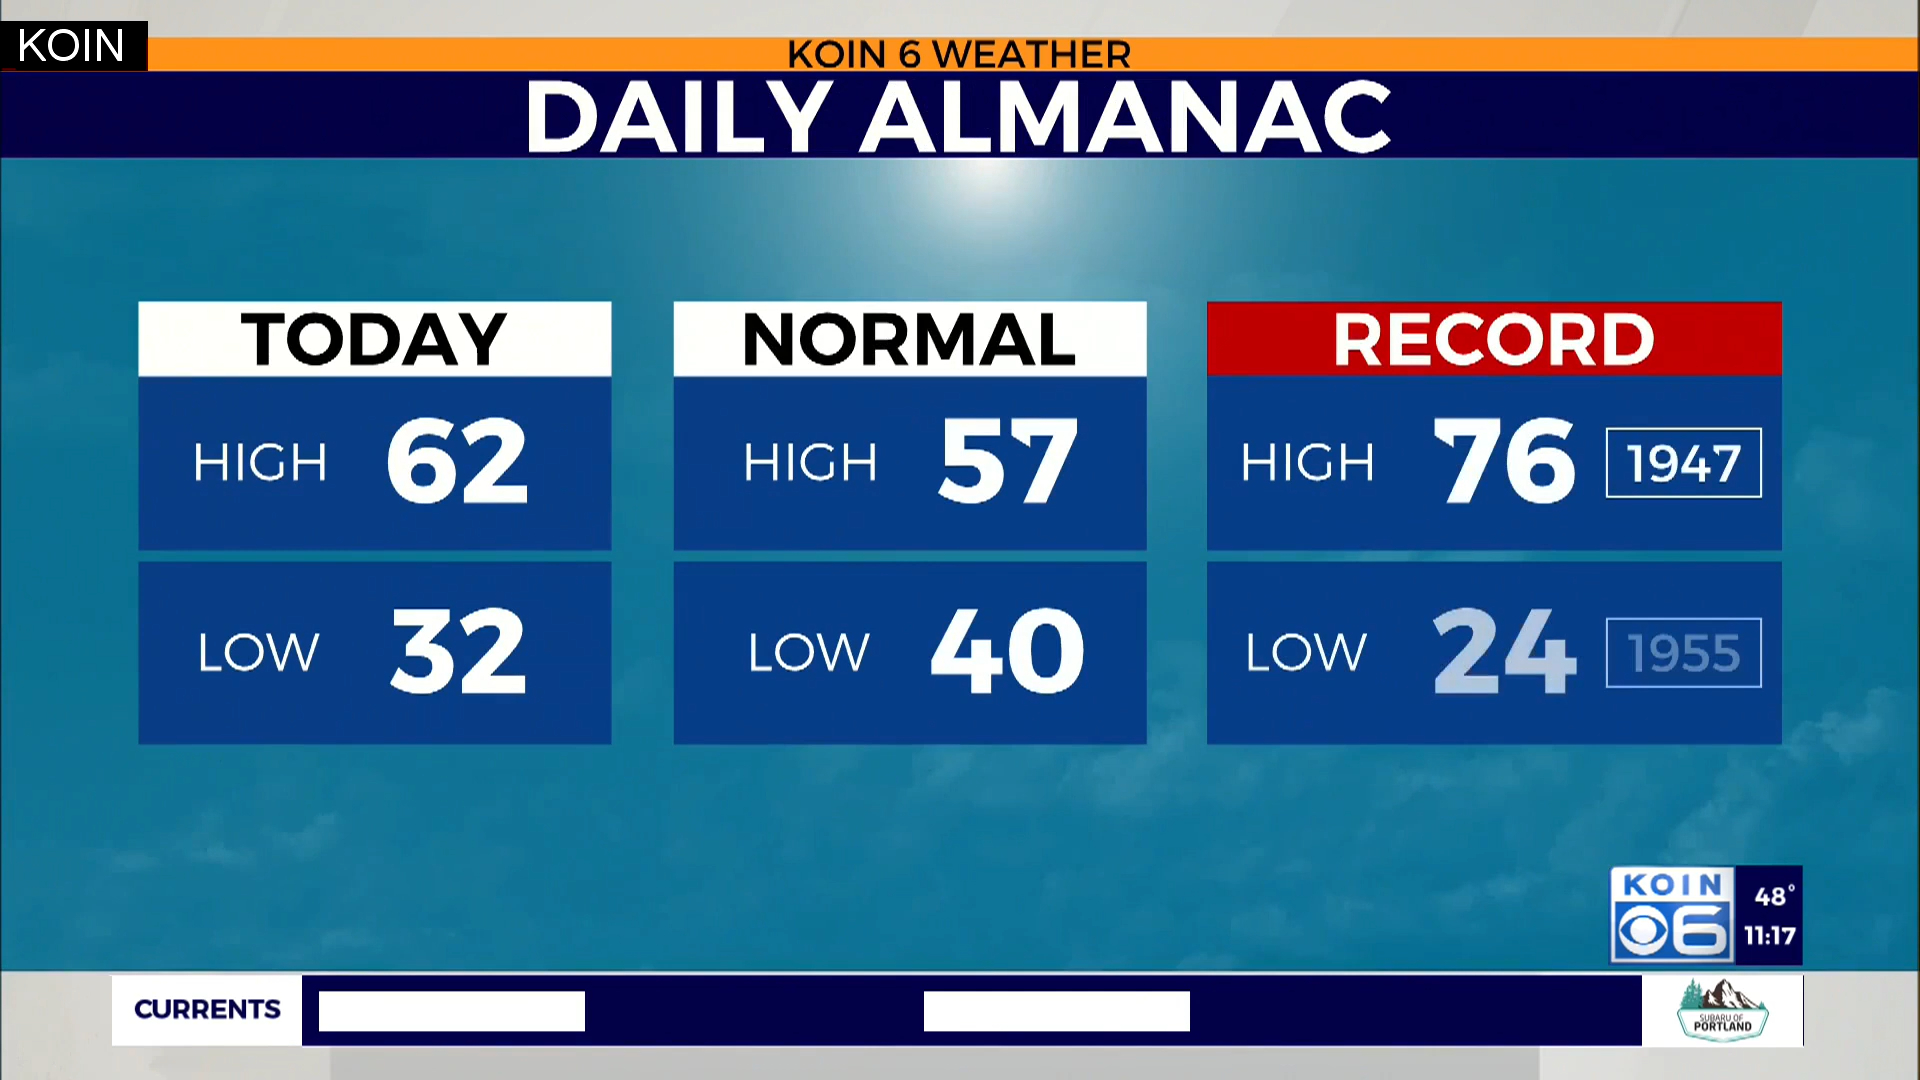 KOIN
KOIN 6 WEATHER
DAILY ALMANAC
TODAY
HIGH 62
LOW 32
NORMAL
HIGH 57
LOW 40
RECORD
HIGH 76 1947
LOW 24 1955
KOIN
6
48°
11:17
CURRENTS
SUBARU OF
PORTLAND